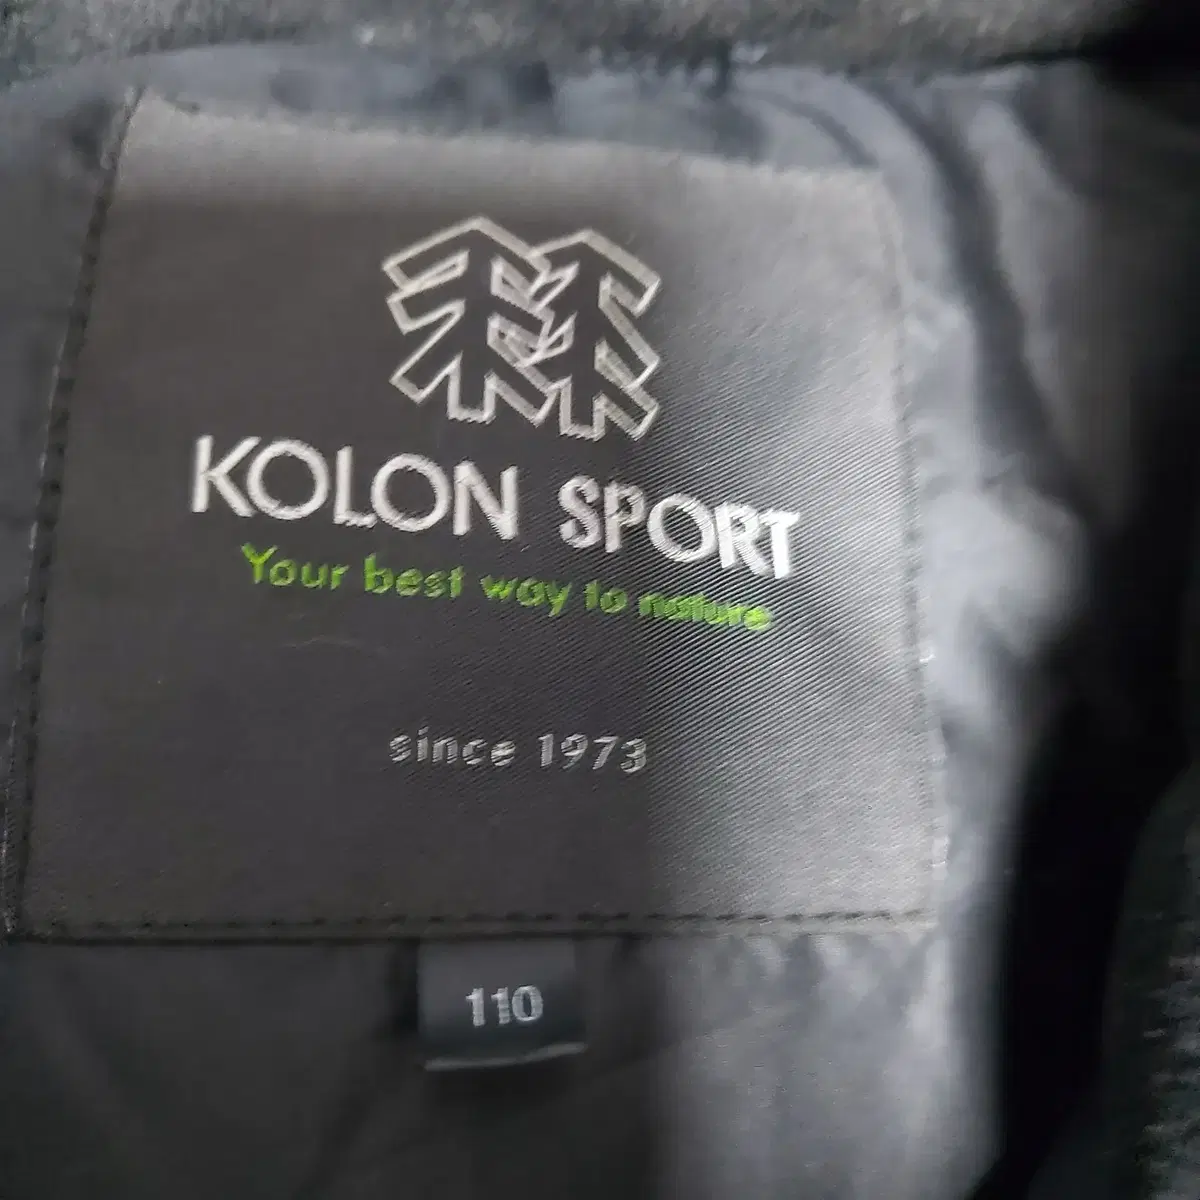 KOLON SPORT
Your best way to nature
since 1973
110